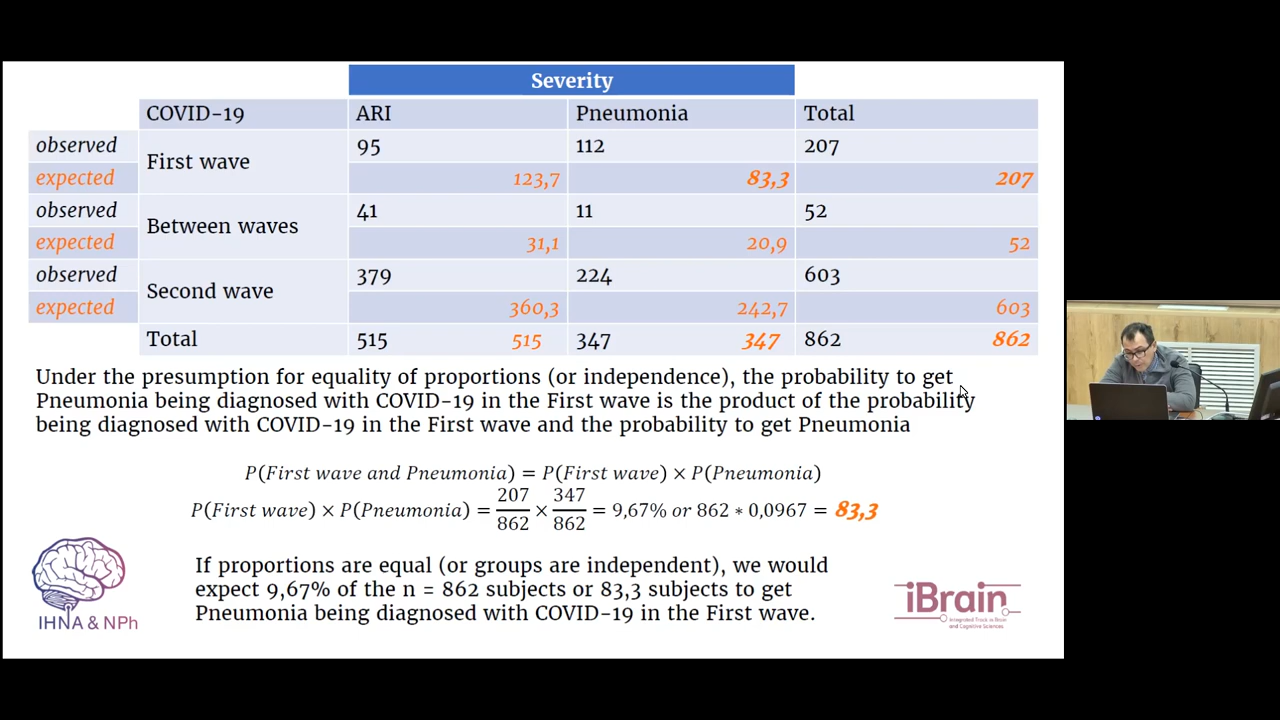 Severity
COVID-19 ARI Pneumonia Total
observed First wave 95 112 207
expected 123,7 83,3 207
observed Between waves 41 11 52
expected 31,1 20,9 52
observed Second wave 379 224 603
expected 360,3 242,7 603
Total 515 515 347 347 862 862
Under the presumption for equality of proportions (or independence), the probability to get
Pneumonia being diagnosed with COVID-19 in the First wave is the product of the probability
being diagnosed with COVID-19 in the First wave and the probability to get Pneumonia
P(First wave and Pneumonia) = P(First wave) × P(Pneumonia)
P(First wave) × P(Pneumonia) = 207/862 × 347/862 = 9,67% or 862 ∗ 0,0967 = 83,3
If proportions are equal (or groups are independent), we would
expect 9,67% of the n = 862 subjects or 83,3 subjects to get
Pneumonia being diagnosed with COVID-19 in the First wave.
IHNA & NPh
iBrain
Integrated Track in Brain
and Cognitive Sciences